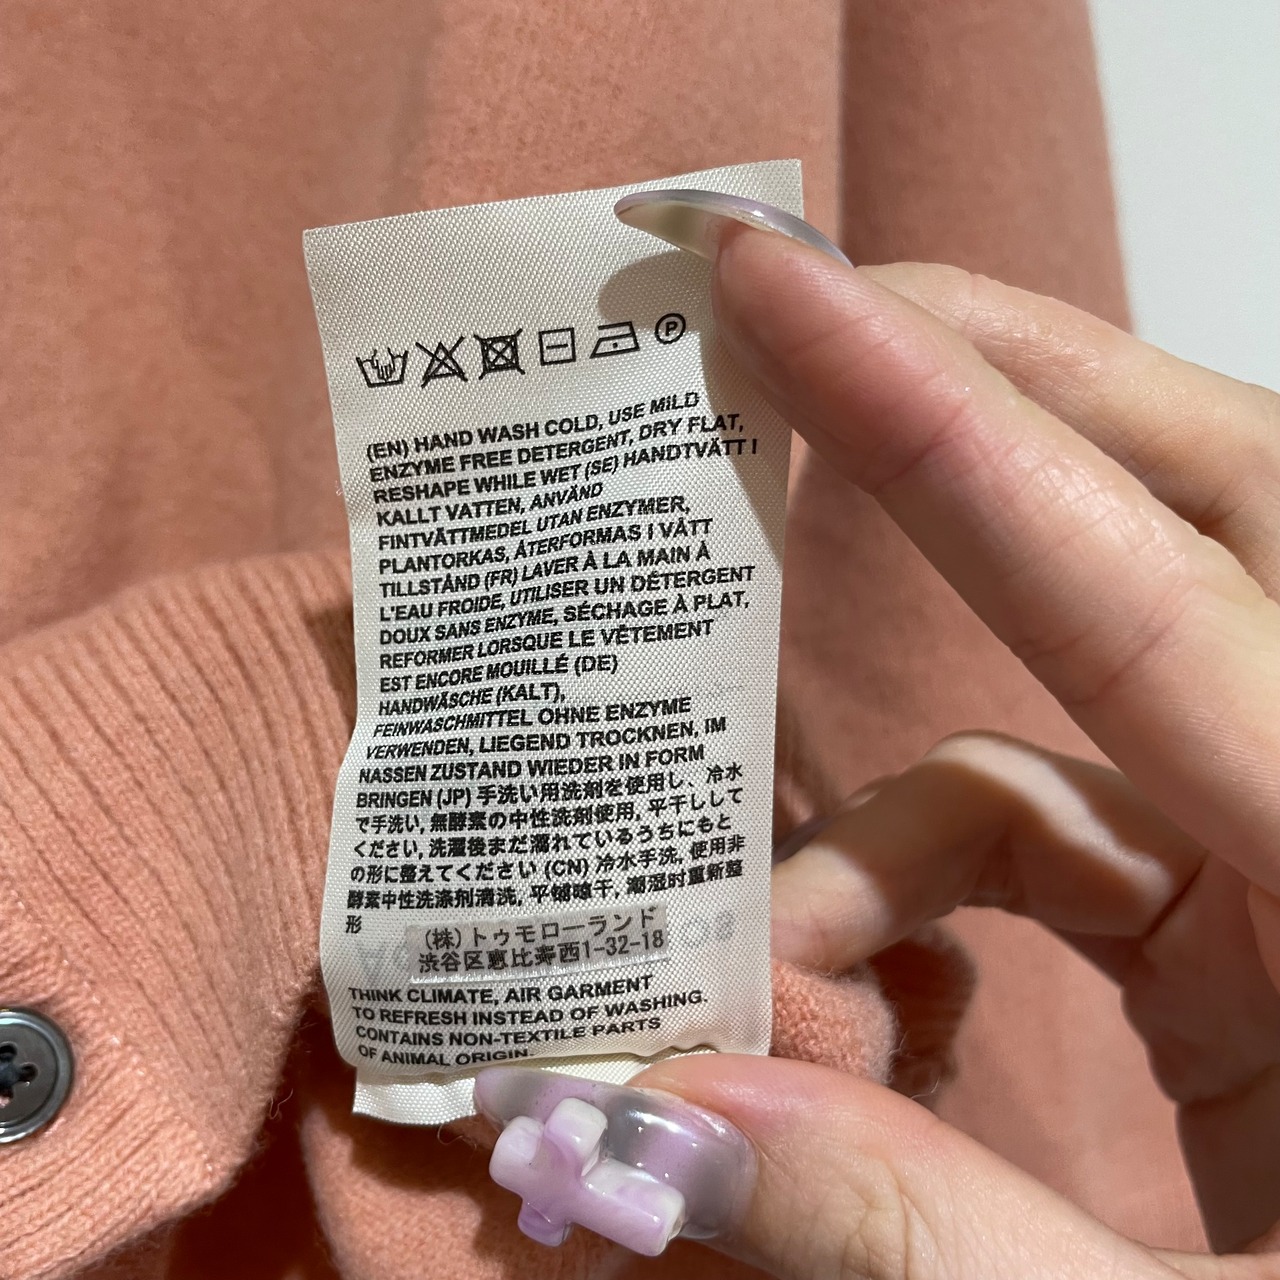 P
(EN) HAND WASH COLD, USE MILD
ENZYME FREE DETERGENT, DRY FLAT,
RESHAPE WHILE WET (SE) HANDTVÄTT I
KALLT VATTEN, ANVÄND
FINTVÄTTMEDEL UTAN ENZYMER,
PLANTORKAS, ÅTERFORMAS I VÅTT
TILLSTÅND (FR) LAVER À LA MAIN À
L'EAU FROIDE, UTILISER UN DÉTERGENT
DOUX SANS ENZYME, SÉCHAGE À PLAT,
REFORMER LORSQUE LE VÊTEMENT
EST ENCORE MOUILLÉ (DE)
HANDWÄSCHE (KALT),
FEINWASCHMITTEL OHNE ENZYME
VERWENDEN, LIEGEND TROCKNEN, IM
NASSEN ZUSTAND WIEDER IN FORM
BRINGEN (JP) 手洗い用洗剤を使用し、冷水
で手洗い, 無酵素の中性洗剤使用, 平干しして
ください, 洗濯後まだ濡れているうちにもと
の形に整えてください (CN) 冷水手洗, 使用非
酵素中性洗涤剂清洗, 平铺晾干, 潮湿时重新整
形
(株)トゥモローランド
渋谷区恵比寿西1-32-18
THINK CLIMATE, AIR GARMENT
TO REFRESH INSTEAD OF WASHING.
CONTAINS NON-TEXTILE PARTS
OF ANIMAL ORIGIN.